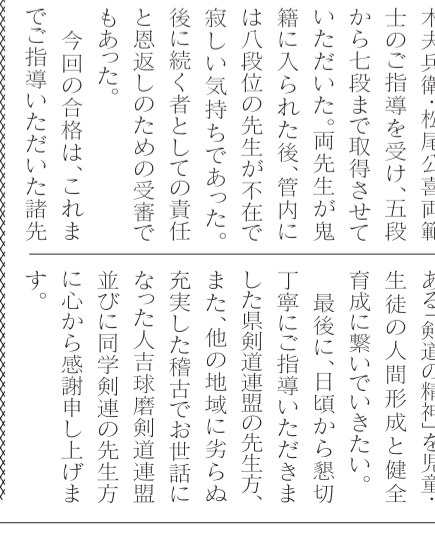 木夫兵衛・松尾公喜両範
士のご指導を受け、五段
から七段まで取得させて
いただいた。両先生が鬼
籍に入られた後、管内に
は八段位の先生が不在で
寂しい気持ちであった。
後に続く者としての責任
と恩返しのための受審で
もあった。
今回の合格は、これま
でご指導いただいた諸先
ある「剣道の精神」を児童・
生徒の人間形成と健全
育成に繋いでいきたい。
最後に、日頃から懇切
丁寧にご指導いただきま
した県剣道連盟の先生方、
また、他の地域に劣らぬ
充実した稽古でお世話に
なった人吉球磨剣道連盟
並びに同学剣連の先生方
に心から感謝申し上げま
す。